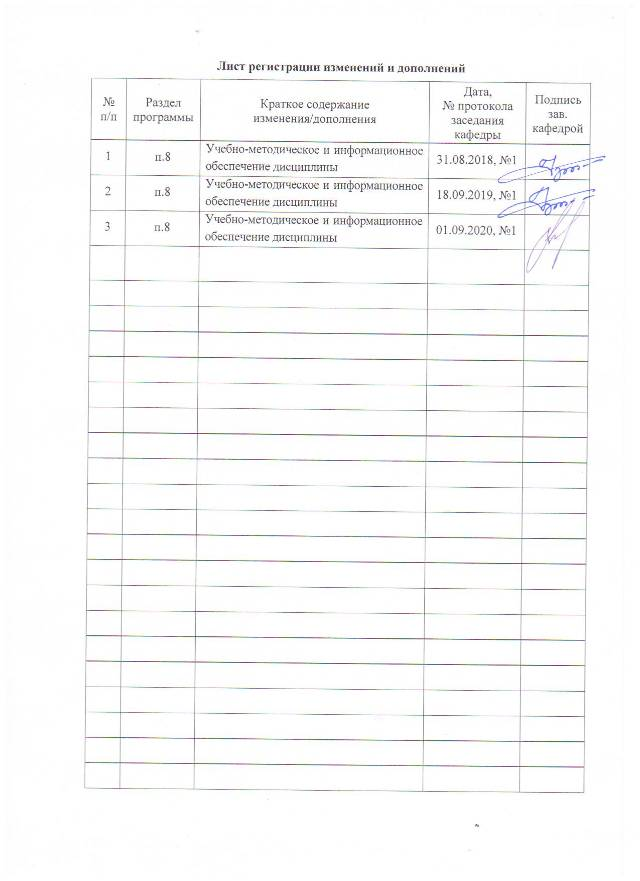 Лист регистрации изменений и дополнений
№
п/п
Раздел
программы
Краткое содержание
изменения/дополнения
Дата,
№ протокола
заседания
кафедры
Подпись
зав.
кафедрой
1
п.8
Учебно-методическое и информационное
обеспечение дисциплины
31.08.2018, №1
2
п.8
Учебно-методическое и информационное
обеспечение дисциплины
18.09.2019, №1
3
п.8
Учебно-методическое и информационное
обеспечение дисциплины
01.09.2020, №1